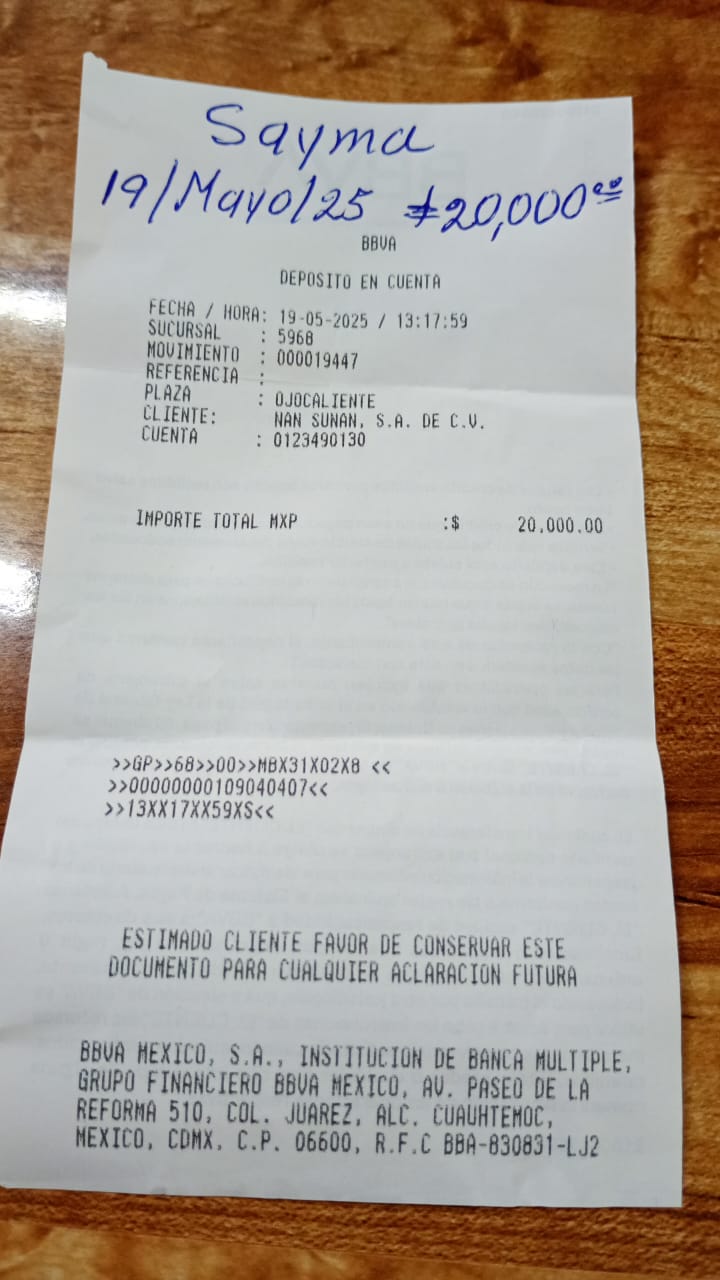 Sayma
19/Mayo/25 $20,000.00
BBVA
DEPOSITO EN CUENTA
FECHA / HORA: 19-05-2025 / 13:17:59
SUCURSAL : 5968
MOVIMIENTO : 000019447
REFERENCIA :
PLAZA : OJOCALIENTE
CLIENTE: NAN SUNAN, S.A. DE C.V.
CUENTA : 0123490130
IMPORTE TOTAL MXP :$ 20,000.00
>>GP>>68>>00>>MBX31X02X8 <<
>>00000000109040407<<
>>13XX17XX59XS<<
ESTIMADO CLIENTE FAVOR DE CONSERVAR ESTE
DOCUMENTO PARA CUALQUIER ACLARACION FUTURA
BBVA MEXICO, S.A., INSTITUCION DE BANCA MULTIPLE,
GRUPO FINANCIERO BBVA MEXICO, AV. PASEO DE LA
REFORMA 510, COL. JUAREZ, ALC. CUAUHTEMOC,
MEXICO, CDMX, C.P. 06600, R.F.C BBA-830831-LJ2